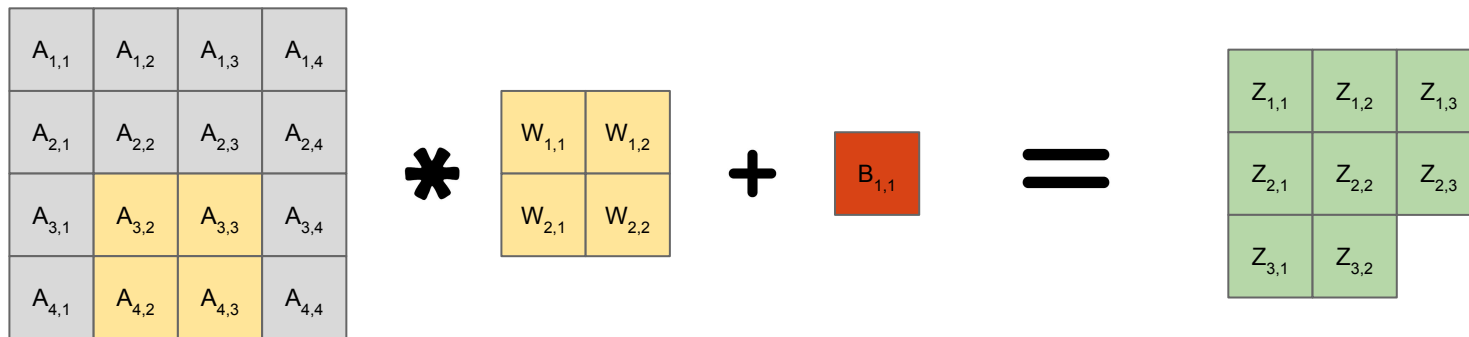 A1,1 A1,2 A1,3 A1,4
A2,1 A2,2 A2,3 A2,4
A3,1 A3,2 A3,3 A3,4
A4,1 A4,2 A4,3 A4,4
*
W1,1 W1,2
W2,1 W2,2
+
B1,1
=
Z1,1 Z1,2 Z1,3
Z2,1 Z2,2 Z2,3
Z3,1 Z3,2